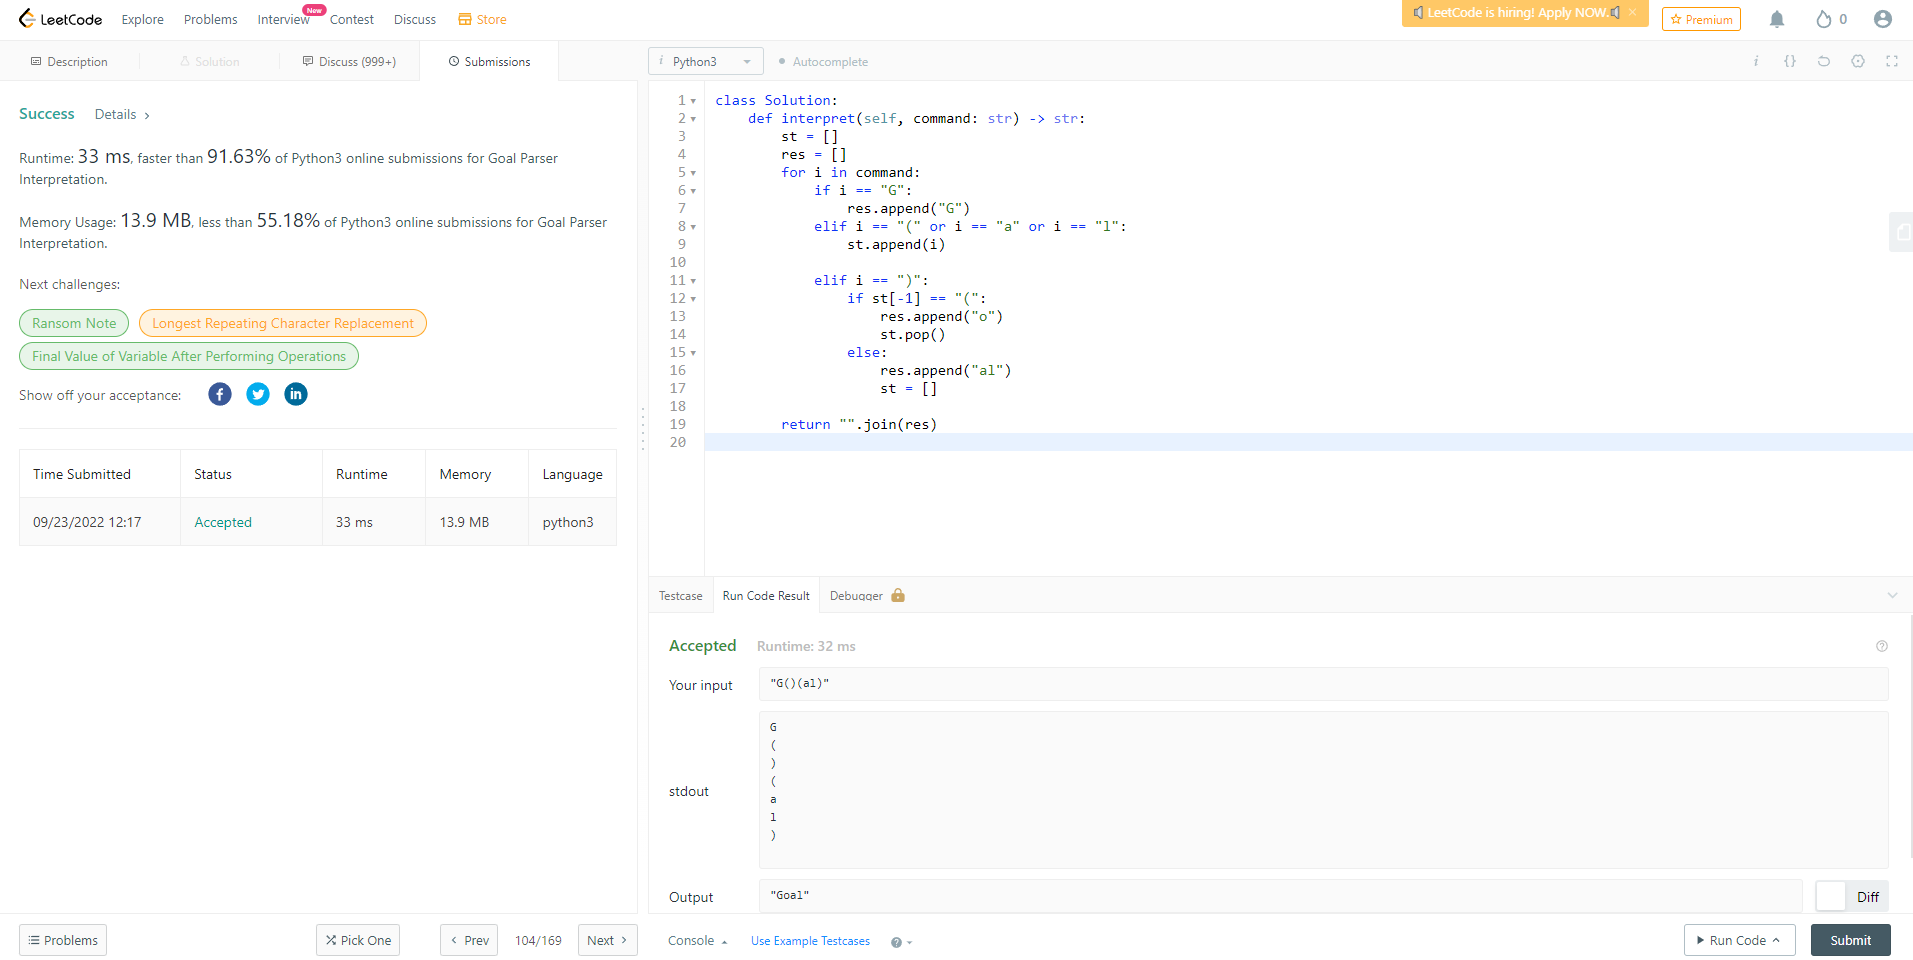 LeetCode Explore Problems Interview New Contest Discuss Store LeetCode is hiring! Apply NOW. × Premium 0
Description Solution Discuss (999+) Submissions
i Python3 Autocomplete i {}
Success Details >
Runtime: 33 ms, faster than 91.63% of Python3 online submissions for Goal Parser
Interpretation.
Memory Usage: 13.9 MB, less than 55.18% of Python3 online submissions for Goal Parser
Interpretation.
Next challenges:
Ransom Note Longest Repeating Character Replacement
Final Value of Variable After Performing Operations
Show off your acceptance:
Time Submitted Status Runtime Memory Language
09/23/2022 12:17 Accepted 33 ms 13.9 MB python3
1 class Solution:
2     def interpret(self, command: str) -> str:
3         st = []
4         res = []
5         for i in command:
6             if i == "G":
7                 res.append("G")
8             elif i == "(" or i == "a" or i == "l":
9                 st.append(i)
10
11             elif i == ")":
12                 if st[-1] == "(":
13                     res.append("o")
14                     st.pop()
15                 else:
16                     res.append("al")
17                     st = []
18
19         return "".join(res)
20
Testcase Run Code Result Debugger
Accepted Runtime: 32 ms
Your input "G()(al)"
stdout
G
(
)
(
a
l
)
Output "Goal" Diff
Problems Pick One < Prev 104/169 Next > Console Use Example Testcases Run Code Submit